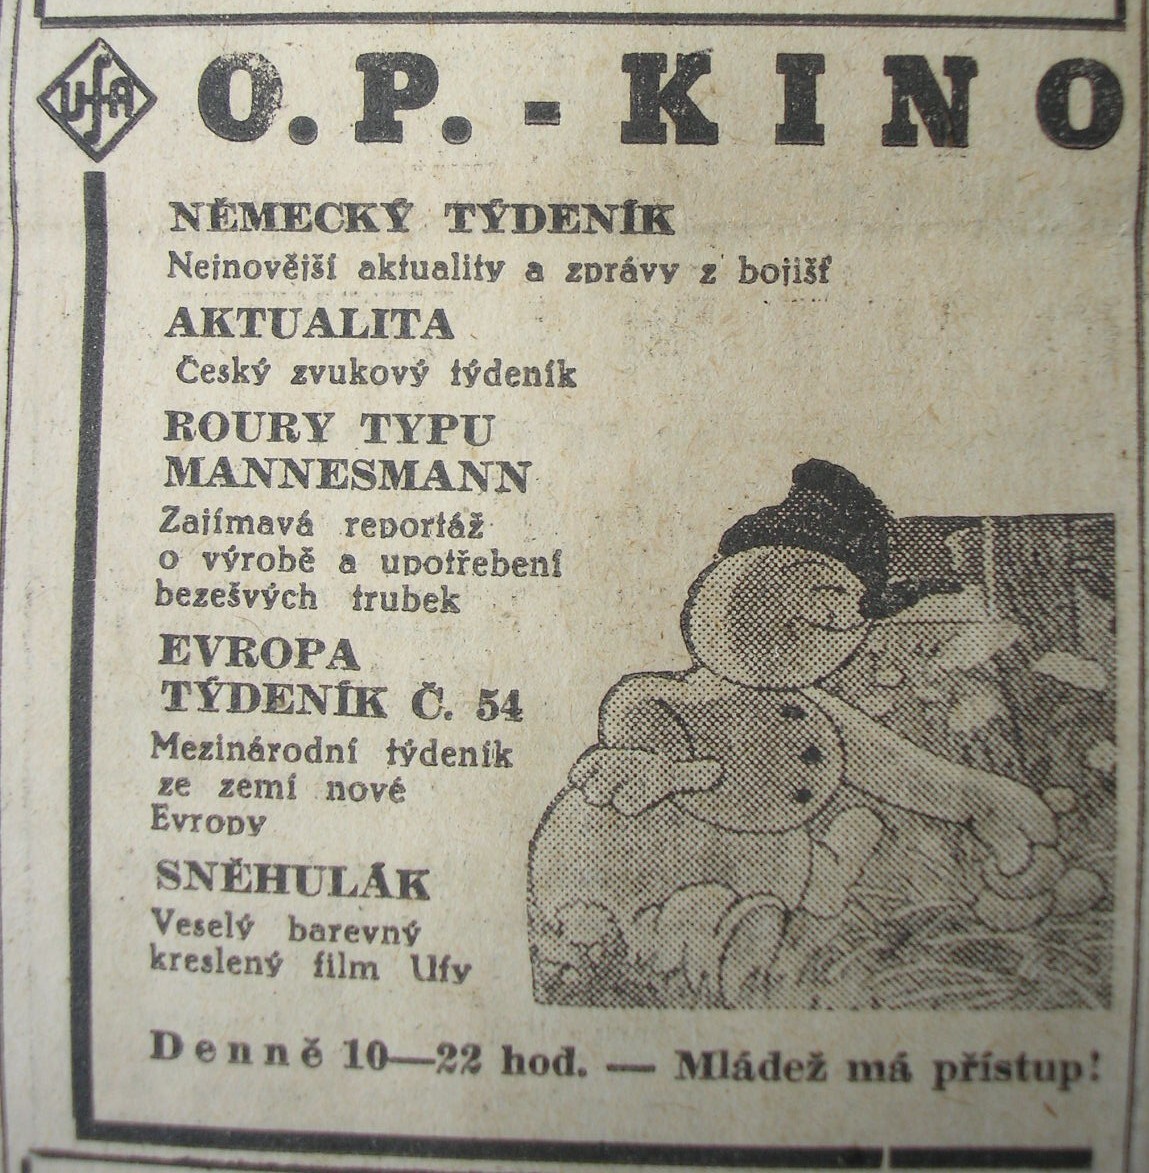 UfA O.P.-KINO
NĚMECKÝ TÝDENÍK
Nejnovější aktuality a zprávy z bojišť
AKTUALITA
Český zvukový týdeník
ROURY TYPU
MANNESMANN
Zajímavá reportáž
o výrobě a upotřebení
bezešvých trubek
EVROPA
TÝDENÍK Č. 54
Mezinárodní týdeník
ze zemí nové
Evropy
SNĚHULÁK
Veselý barevný
kreslený film Ufy
Denně 10—22 hod. — Mládež má přístup!